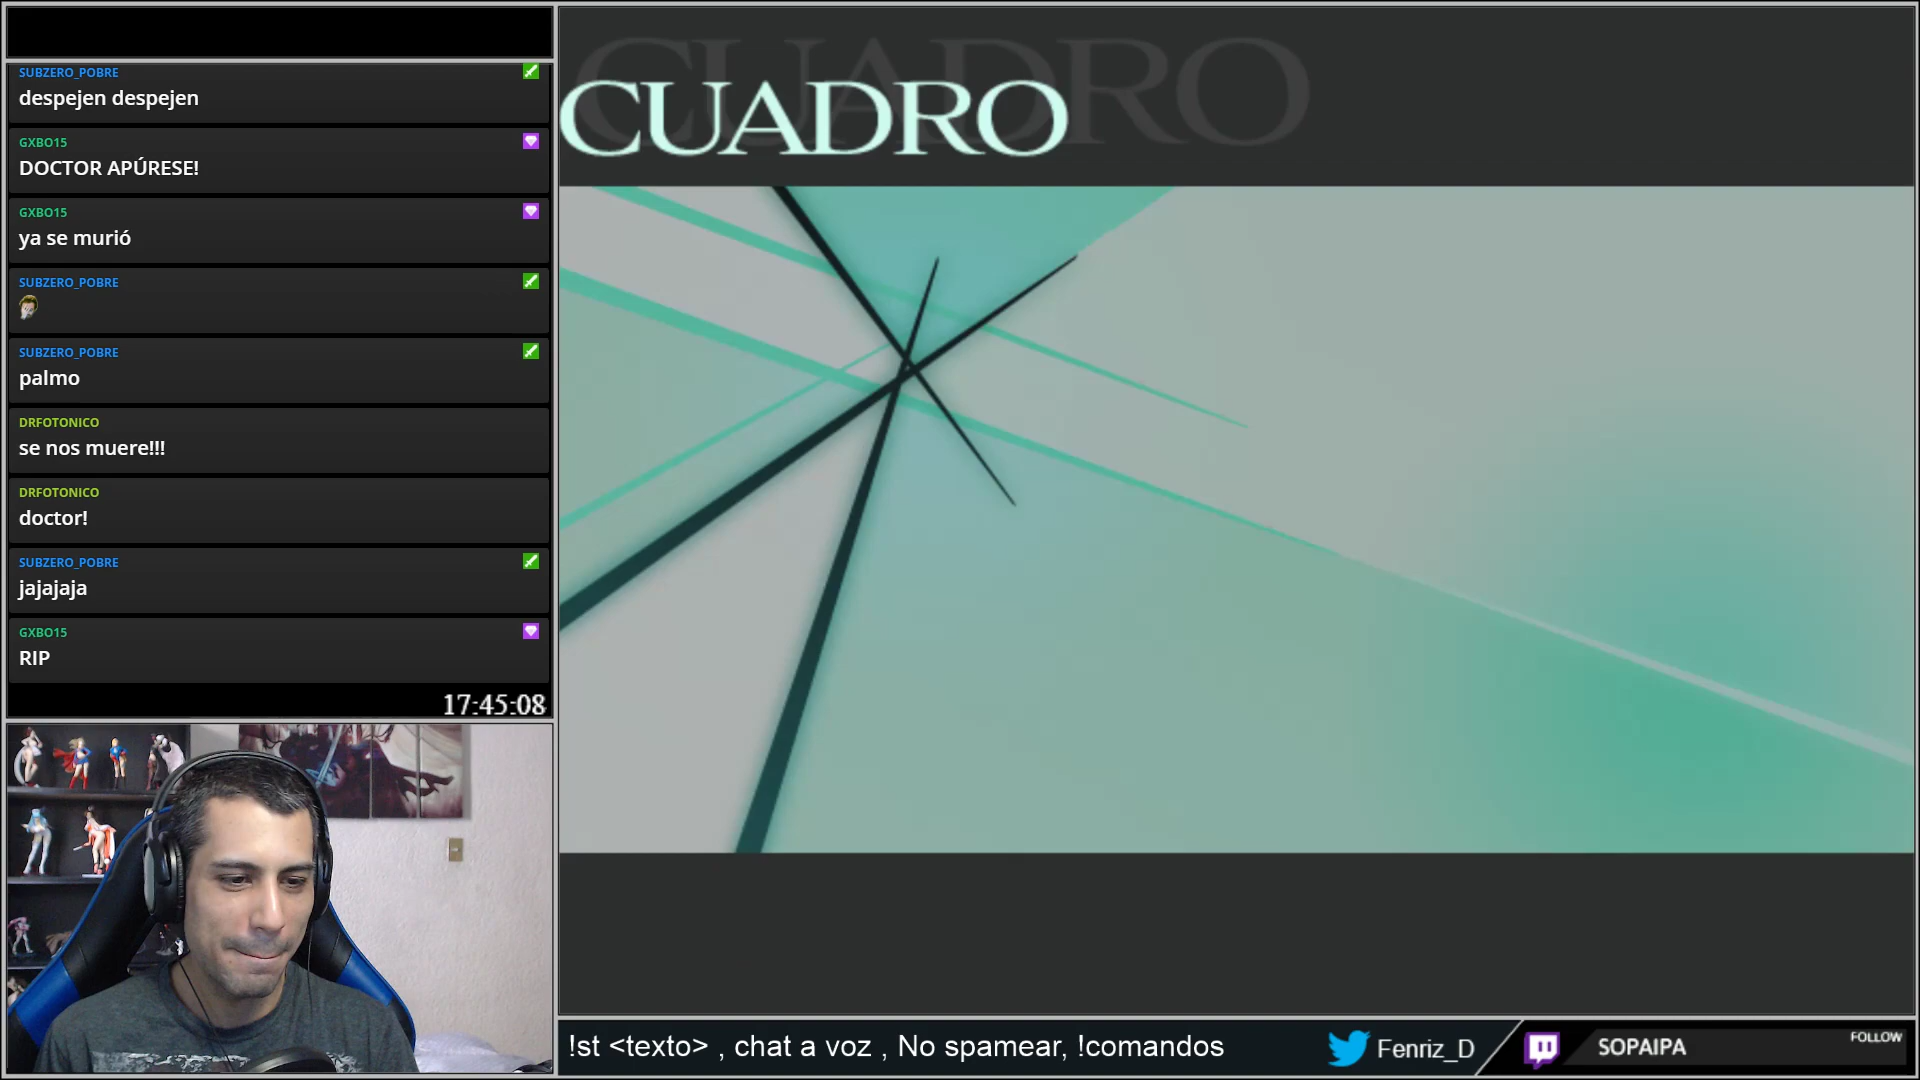 SUBZERO_POBRE
despejen despejen
GXBO15
DOCTOR APÚRESE!
GXBO15
ya se murió
SUBZERO_POBRE
SUBZERO_POBRE
palmo
DRFOTONICO
se nos muere!!!
DRFOTONICO
doctor!
SUBZERO_POBRE
jajajaja
GXBO15
RIP
17:45:08
CUADRO
CUADRO
!st <texto> , chat a voz , No spamear, !comandos
Fenriz_D
SOPAIPA
FOLLOW